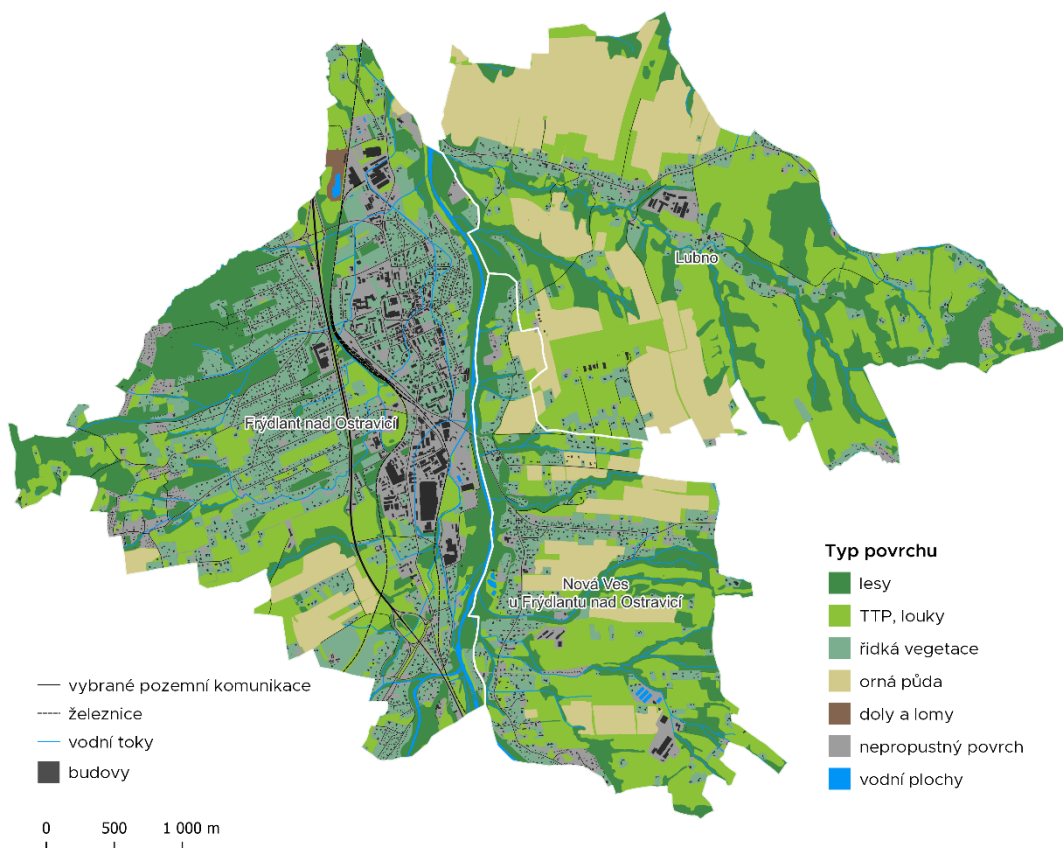 Lubno
Frýdlant nad Ostravicí
Nová Ves
u Frýdlantu nad Ostravicí
Typ povrchu
lesy
TTP, louky
řídká vegetace
orná půda
doly a lomy
nepropustný povrch
vodní plochy
vybrané pozemní komunikace
železnice
vodní toky
budovy
0 500 1 000 m